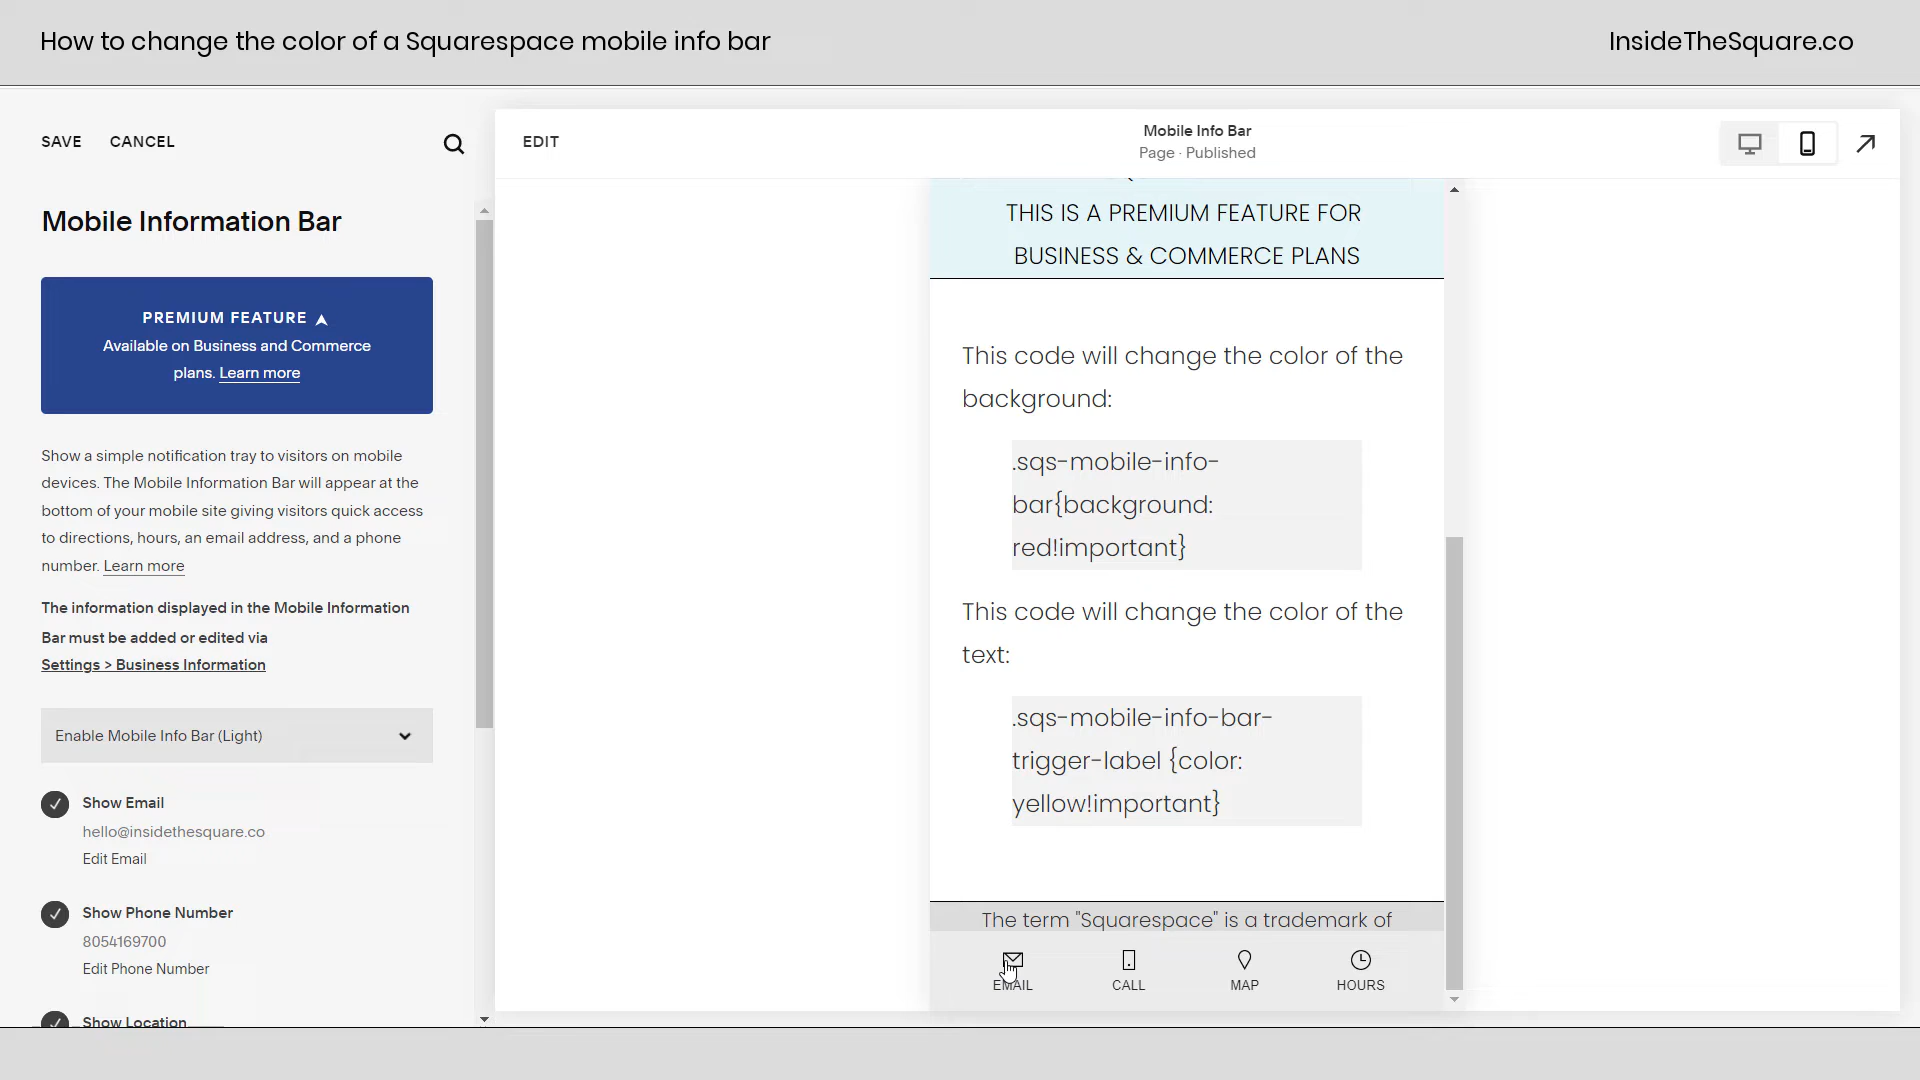 How to change the color of a Squarespace mobile info bar
InsideTheSquare.co
SAVE CANCEL
Mobile Information Bar
PREMIUM FEATURE
Available on Business and Commerce
plans. Learn more
Show a simple notification tray to visitors on mobile
devices. The Mobile Information Bar will appear at the
bottom of your mobile site giving visitors quick access
to directions, hours, an email address, and a phone
number. Learn more
The information displayed in the Mobile Information
Bar must be added or edited via
Settings > Business Information
Enable Mobile Info Bar (Light)
Show Email
hello@insidethesquare.co
Edit Email
Show Phone Number
8054169700
Edit Phone Number
Show Location
EDIT
Mobile Info Bar
Page · Published
THIS IS A PREMIUM FEATURE FOR
BUSINESS & COMMERCE PLANS
This code will change the color of the
background:
.sqs-mobile-info-
bar{background:
red!important}
This code will change the color of the
text:
.sqs-mobile-info-bar-
trigger-label {color:
yellow!important}
The term "Squarespace" is a trademark of
EMAIL CALL MAP HOURS